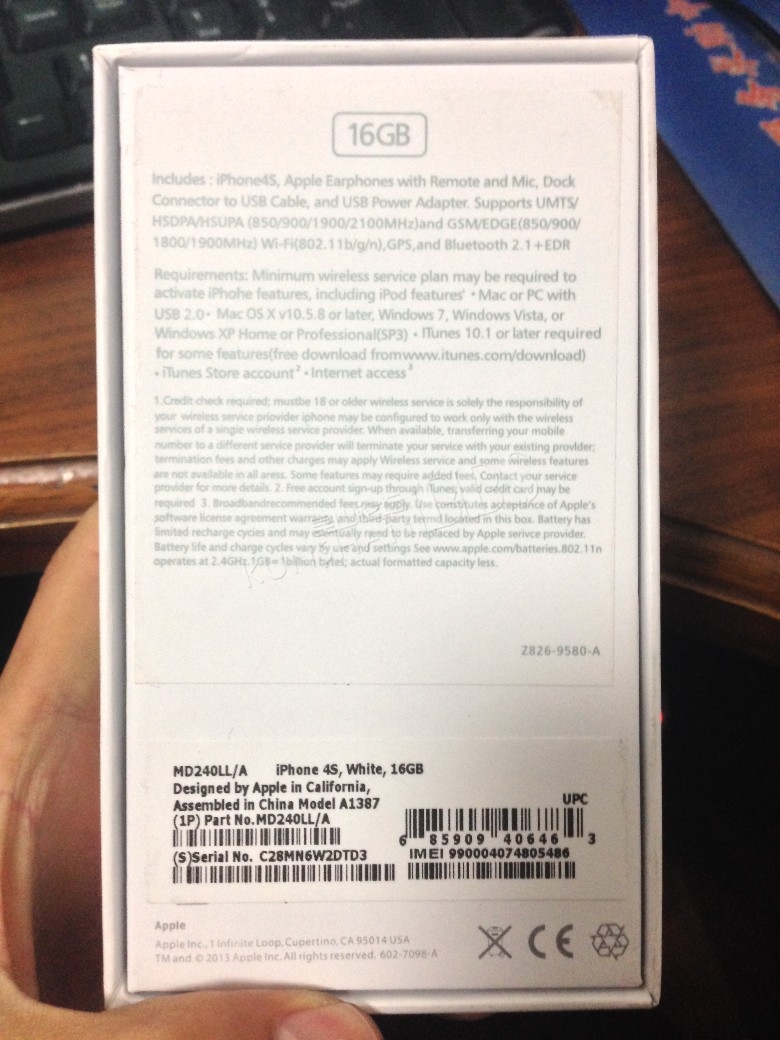 16GB
Includes : iPhone4S, Apple Earphones with Remote and Mic, Dock
Connector to USB Cable, and USB Power Adapter. Supports UMTS/
HSDPA/HSUPA (850/900/1900/2100MHz)and GSM/EDGE(850/900/
1800/1900MHz) Wi-Fi(802.11b/g/n),GPS,and Bluetooth 2.1+EDR
Requirements: Minimum wireless service plan may be required to
activate iPhohe features, including iPod features¹ • Mac or PC with
USB 2.0• Mac OS X v10.5.8 or later, Windows 7, Windows Vista, or
Windows XP Home or Professional(SP3) • ITunes 10.1 or later required
for some features(free download fromwww.itunes.com/download)
• iTunes Store account² • Internet access³
1.Credit check required; mustbe 18 or older wireless service is solely the responsibility of
your wireless service priovider iphone may be configured to work only with the wireless
services of a single wireless service provider. When available, transferring your mobile
number to a different service provider will terminate your service with your existing provider;
termination fees and other charges may apply Wireless service and some wireless features
are not available in all aress. Some features may require added fees, Contact your service
provider for more details. 2. Free account sign-up through iTunes; valid credit card may be
required 3. Broadbandrecommended fees may apply. Use constitutes acceptance of Apple's
software license agreement warranty, and third-party termd located in this box. Battery has
limited recharge cycles and may eventually need to be replaced by Apple serivce provider.
Battery life and charge cycles vary by use and settings See www.apple.com/batteries.802.11n
operates at 2.4GHz. 1GB= 1billion bytes; actual formatted capacity less.
Z826-9580-A
MD240LL/A iPhone 4S, White, 16GB
Designed by Apple in California,
Assembled in China Model A1387
(1P) Part No.MD240LL/A
(S)Serial No. C28MN6W2DTD3
UPC
6 85909 40646 3
IMEI 990004074805486
Apple
Apple Inc., 1 Infinite Loop, Cupertino, CA 95014 USA
TM and © 2013 Apple Inc. All rights reserved. 602-7098-A
CE